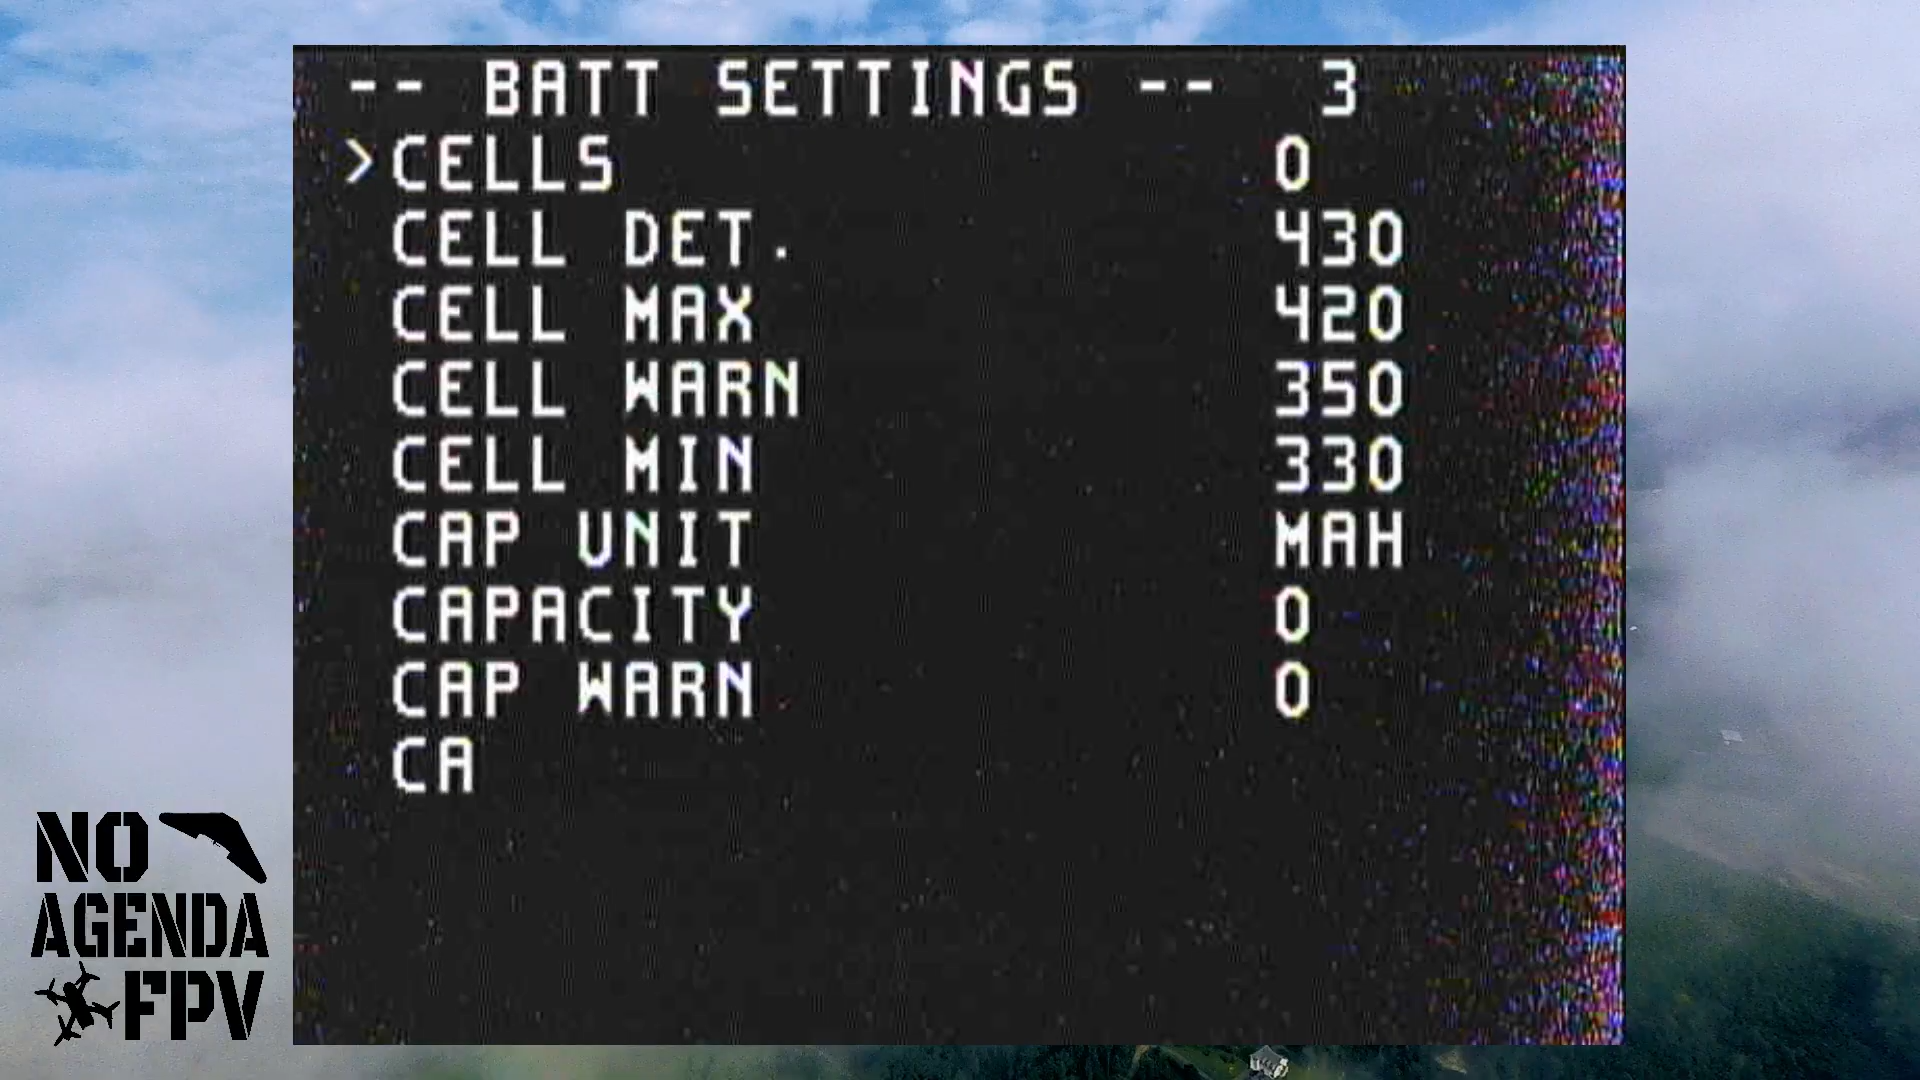 -- BATT SETTINGS -- 3
>CELLS 0
CELL DET. 430
CELL MAX 420
CELL WARN 350
CELL MIN 330
CAP UNIT MAH
CAPACITY 0
CAP WARN 0
CA
NO
AGENDA
FPV